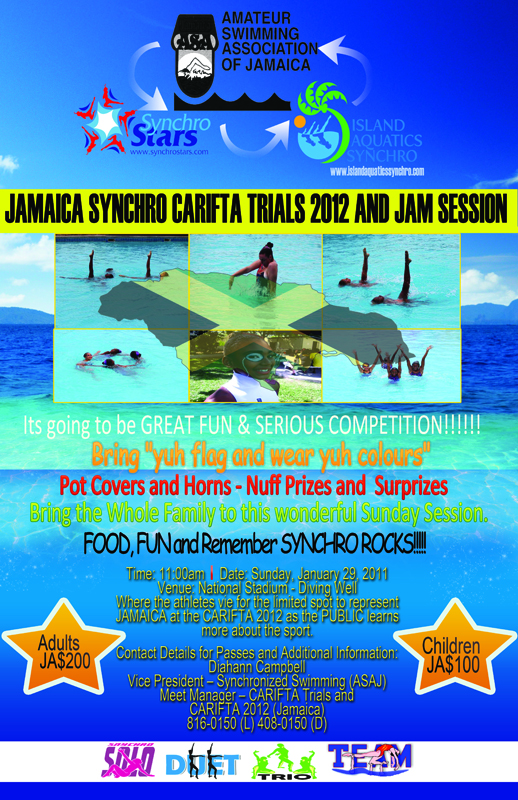 AMATEUR
SWIMMING
ASSOCIATION
OF JAMAICA
ASAJ
Synchro
Stars
www.synchrostars.com
ISLAND
AQUATICS
SYNCHRO
www.islandaquaticssynchro.com
JAMAICA SYNCHRO CARIFTA TRIALS 2012 AND JAM SESSION
Its going to be GREAT FUN & SERIOUS COMPETITION!!!!!!
Bring "yuh flag and wear yuh colours"
Pot Covers and Horns - Nuff Prizes and Surprizes
Bring the Whole Family to this wonderful Sunday Session.
FOOD, FUN and Remember SYNCHRO ROCKS!!!!!
Time: 11:00am | Date: Sunday, January 29, 2011
Venue: National Stadium - Diving Well
Where the athletes vie for the limited spot to represent
JAMAICA at the CARIFTA 2012 as the PUBLIC learns
more about the sport.
Adults
JA$200
Contact Details for Passes and Additional Information:
Diahann Campbell
Vice President – Synchronized Swimming (ASAJ)
Meet Manager – CARIFTA Trials and
CARIFTA 2012 (Jamaica)
816-0150 (L) 408-0150 (D)
Children
JA$100
SYNCHRO
SOLO
DUET
TRIO
TEAM